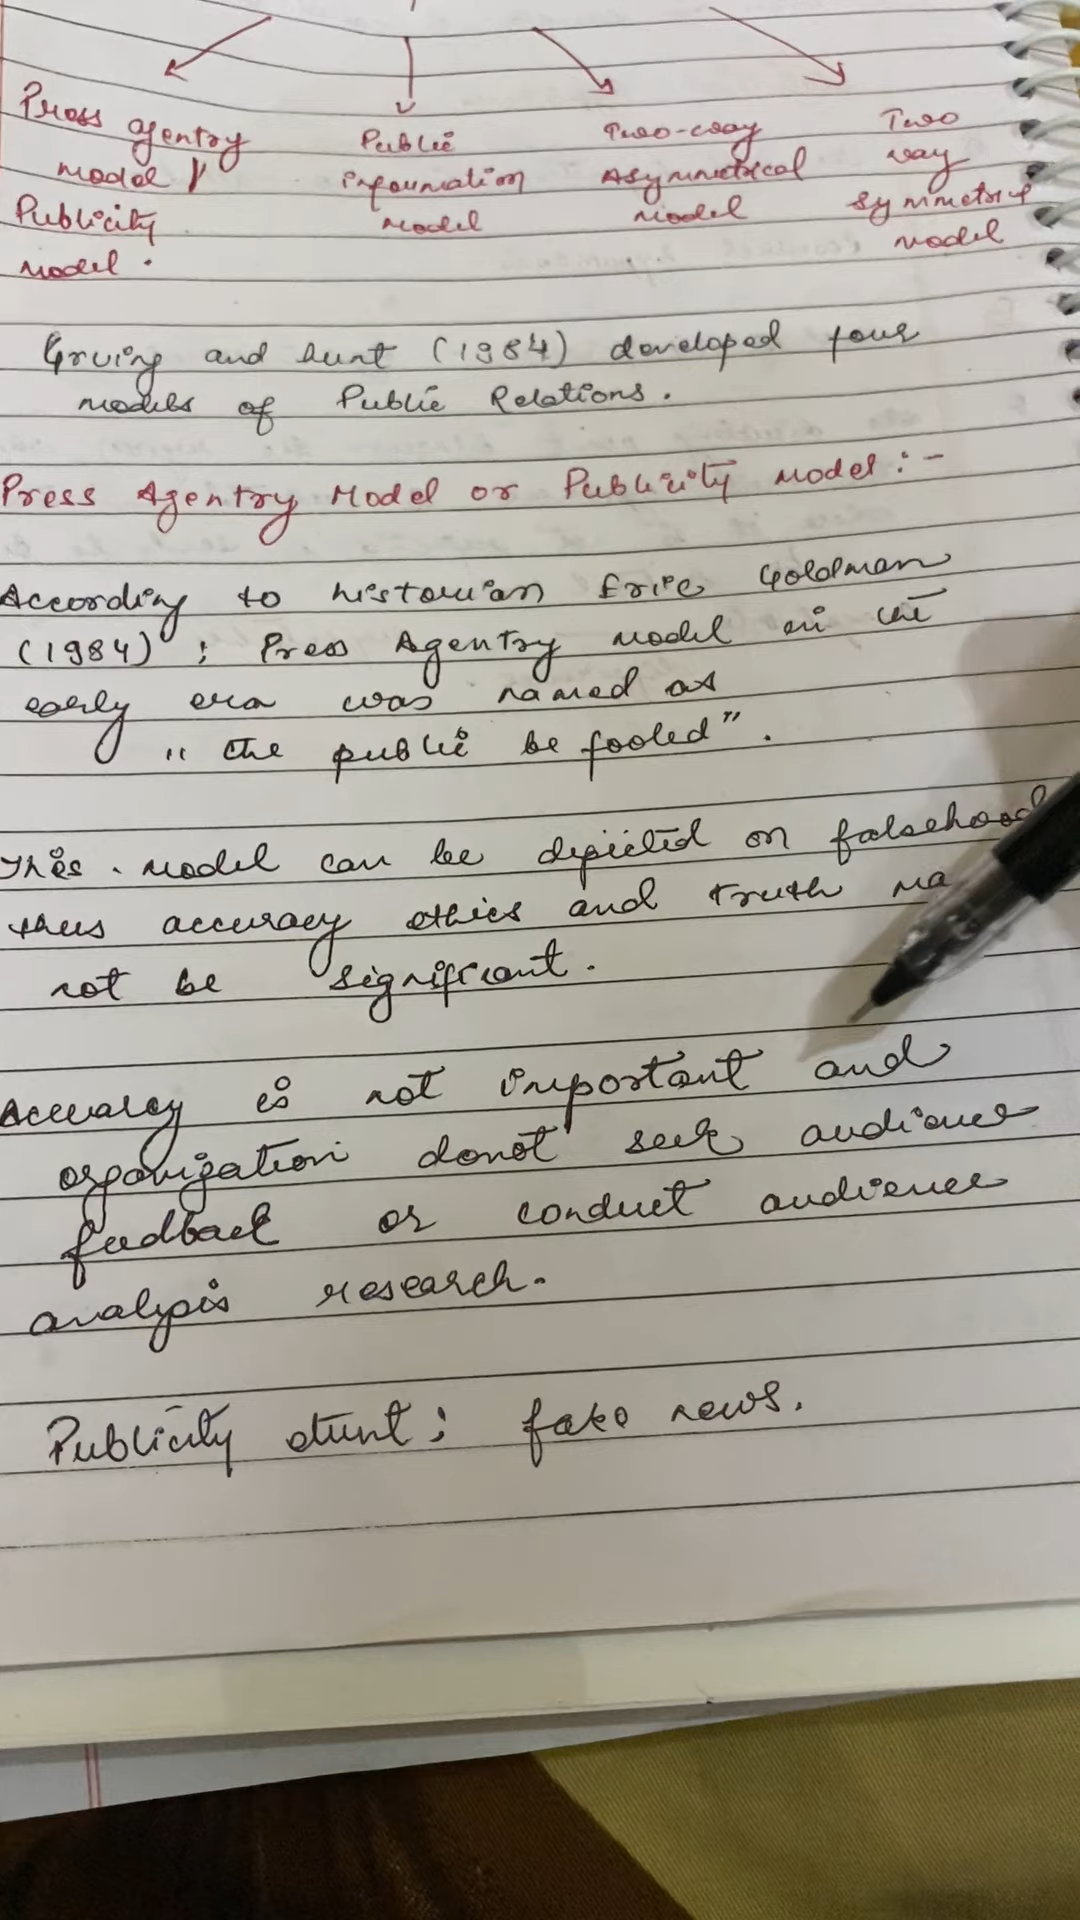 Press agentry
model /
Publicity
model.
Public
information
model
Two-way
Asymmetrical
model
Two
way
symmetric
model
Gruing and hunt (1984) developed four
models of Public Relations.
Press Agentry Model or Publicity Model:-
According to historian Eric Goldman
(1984); Press Agentry model in the
early era was named as
"the public be fooled".
This model can be depicted on falsehood
thus accuracy ethics and truth
not be significant.
Accuracy is not important and
organization donot seek audience
feedback or conduct audience
analysis research.
Publicity stunt; fake news.